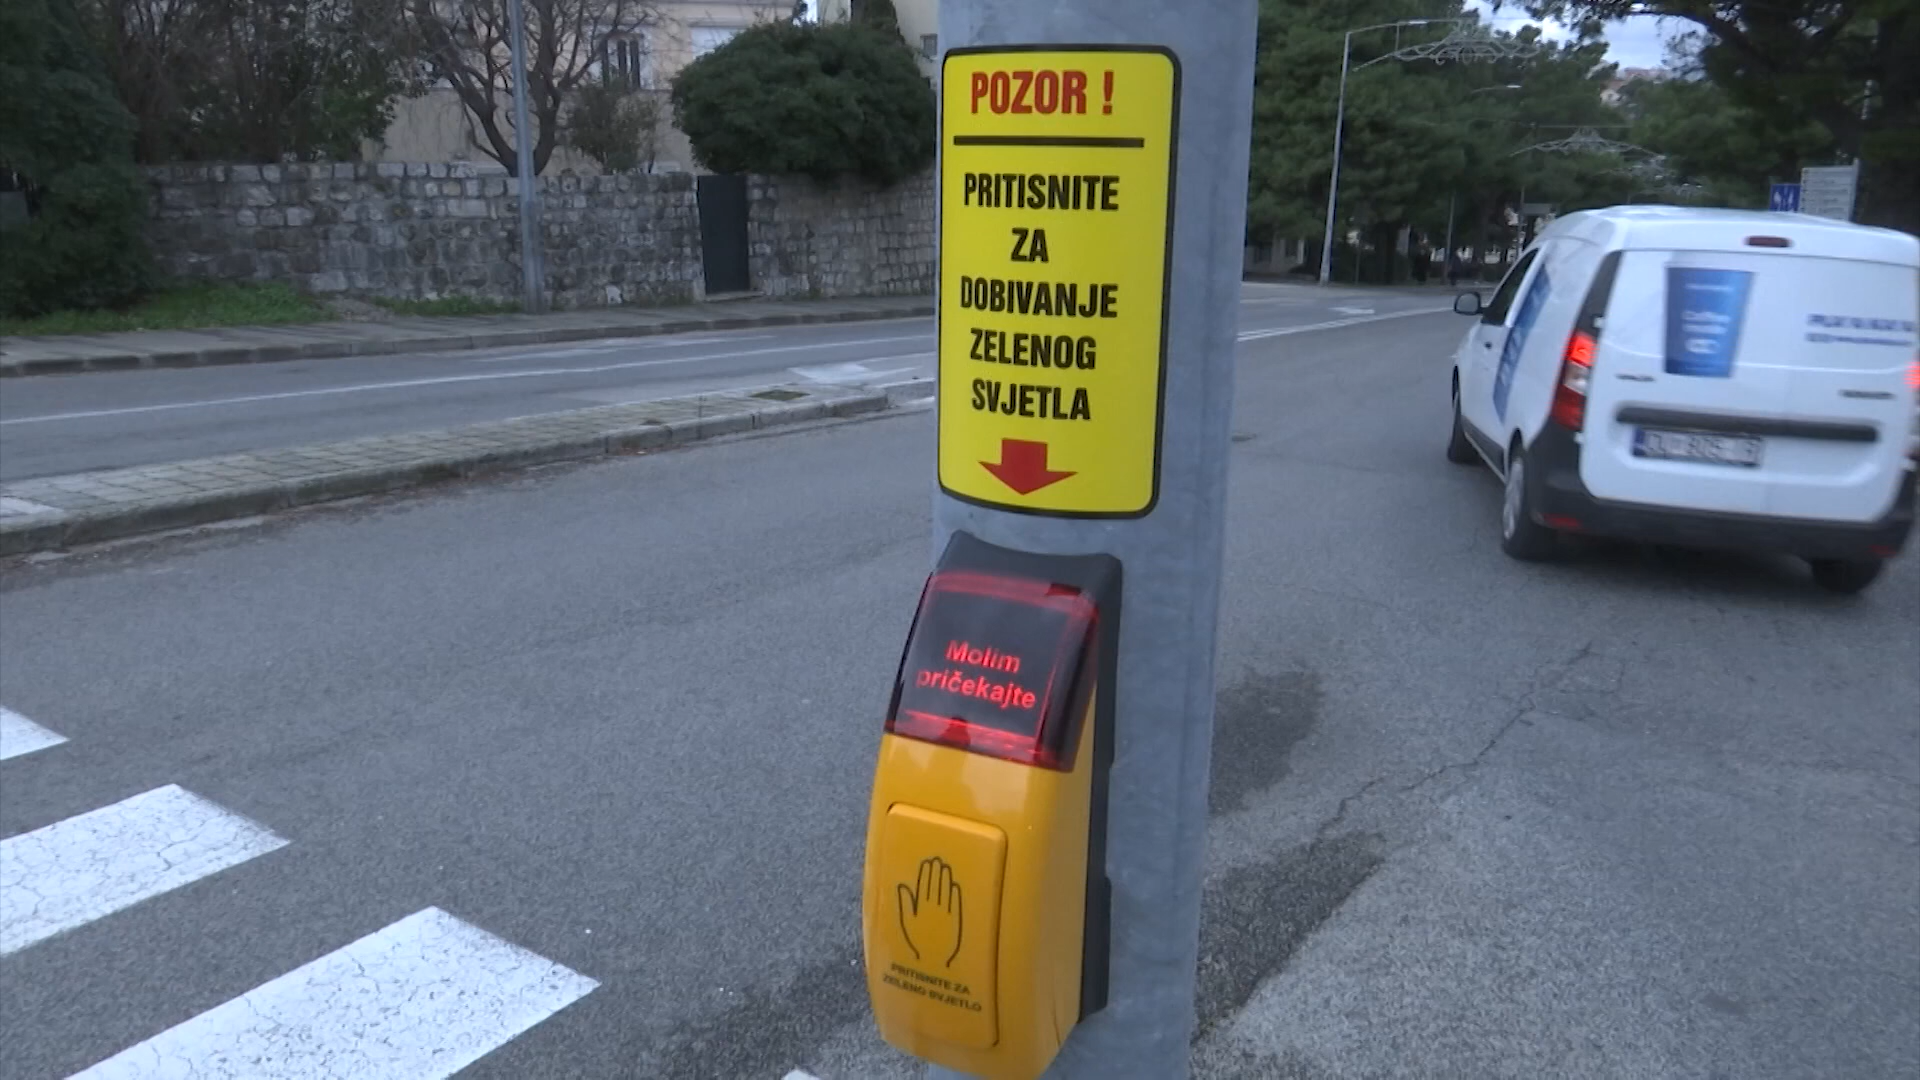 POZOR !
PRITISNITE
ZA
DOBIVANJE
ZELENOG
SVJETLA
Molim
pričekajte
PRITISNITE ZA
ZELENO SVJETLO